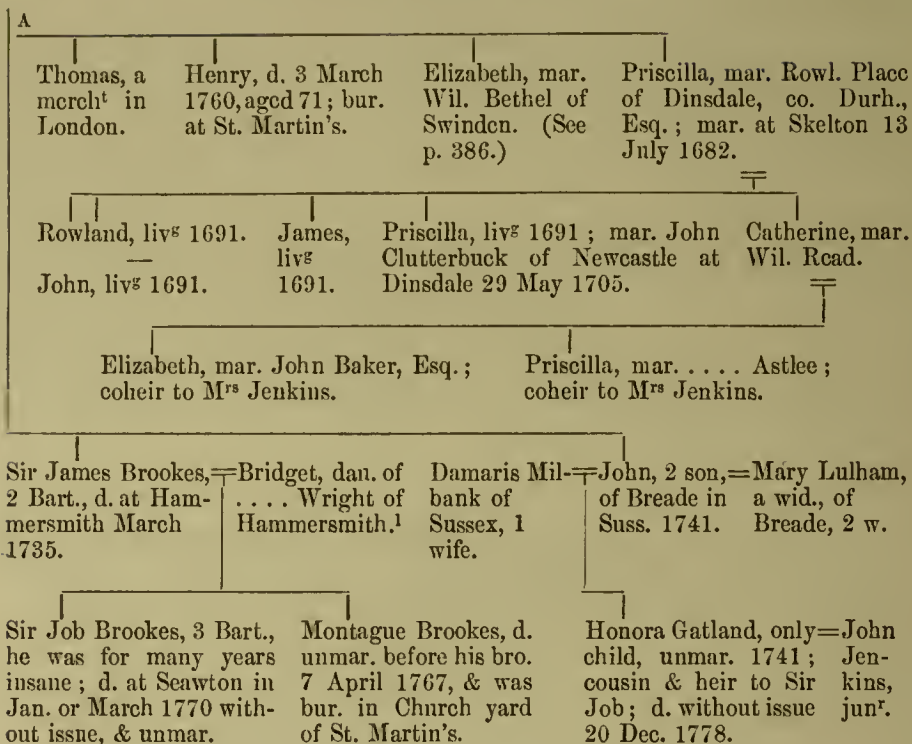 A
Thomas, a
mercht in
London.
Henry, d. 3 March
1760, aged 71; bur.
at St. Martin's.
Elizabeth, mar.
Wil. Bethel of
Swinden. (See
p. 386.)
Priscilla, mar. Rowl. Place
of Dinsdale, co. Durh.,
Esq.; mar. at Skelton 13
July 1682.
Rowland, livg 1691.
—
John, livg 1691.
James,
livg
1691.
Priscilla, livg 1691; mar. John
Clutterbuck of Newcastle at
Dinsdale 29 May 1705.
Catherine, mar.
Wil. Read.
Elizabeth, mar. John Baker, Esq.;
coheir to Mrs Jenkins.
Priscilla, mar. . . . . . Astlee;
coheir to Mrs Jenkins.
Sir James Brookes,
2 Bart., d. at Ham-
mersmith March
1735.
=Bridget, dau. of
. . . . Wright of
Hammersmith.1
Damaris Mil-
bank of
Sussex, 1
wife.
=John, 2 son,
of Breade in
Suss. 1741.
=Mary Lulham,
a wid., of
Breade, 2 w.
Sir Job Brookes, 3 Bart.,
he was for many years
insane; d. at Seawton in
Jan. or March 1770 with-
out issue, & unmar.
Montague Brookes, d.
unmar. before his bro.
7 April 1767, & was
bur. in Church yard
of St. Martin's.
Honora Gatland, only
child, unmar. 1741;
cousin & heir to Sir
Job; d. without issue
20 Dec. 1778.
=John
Jen-
kins,
junr.